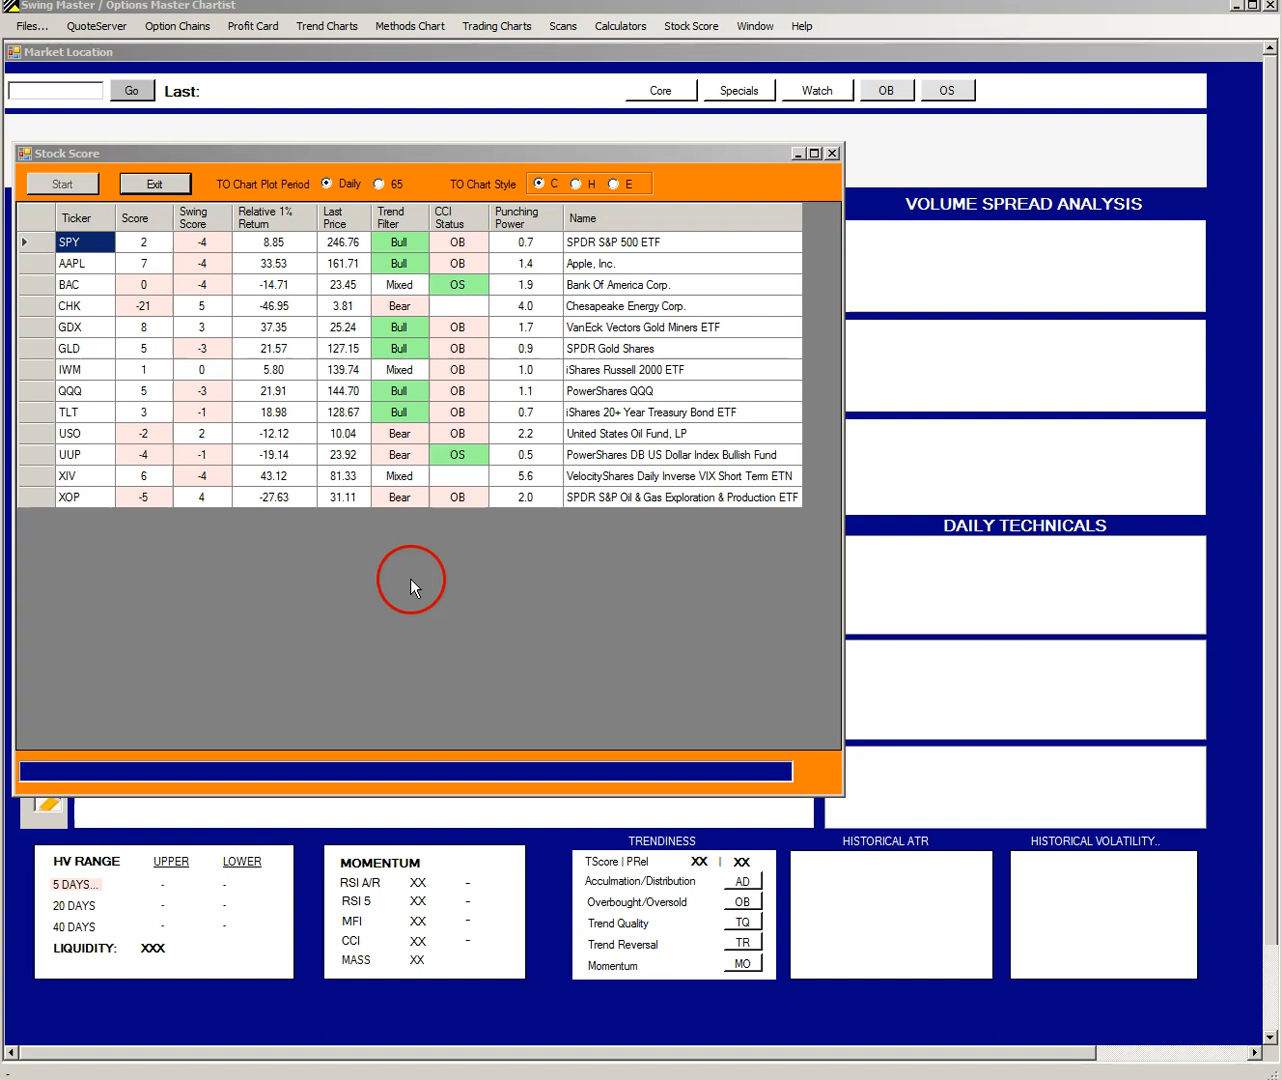 Swing Master / Options Master Chartist
Files... QuoteServer Option Chains Profit Card Trend Charts Methods Chart Trading Charts Scans Calculators Stock Score Window Help
Market Location
Go Last: Core Specials Watch OB OS
Stock Score
Start Exit TO Chart Plot Period Daily 65 TO Chart Style C H E
Ticker Score Swing Score Relative 1% Return Last Price Trend Filter CCI Status Punching Power Name
SPY 2 -4 8.85 246.76 Bull OB 0.7 SPDR S&P 500 ETF
AAPL 7 -4 33.53 161.71 Bull OB 1.4 Apple, Inc.
BAC 0 -4 -14.71 23.45 Mixed OS 1.9 Bank Of America Corp.
CHK -21 5 -46.95 3.81 Bear 4.0 Chesapeake Energy Corp.
GDX 8 3 37.35 25.24 Bull OB 1.7 VanEck Vectors Gold Miners ETF
GLD 5 -3 21.57 127.15 Bull OB 0.9 SPDR Gold Shares
IWM 1 0 5.80 139.74 Mixed OB 1.0 iShares Russell 2000 ETF
QQQ 5 -3 21.91 144.70 Bull OB 1.1 PowerShares QQQ
TLT 3 -1 18.98 128.67 Bull OB 0.7 iShares 20+ Year Treasury Bond ETF
USO -2 2 -12.12 10.04 Bear OB 2.2 United States Oil Fund, LP
UUP -4 -1 -19.14 23.92 Bear OS 0.5 PowerShares DB US Dollar Index Bullish Fund
XIV 6 -4 43.12 81.33 Mixed 5.6 VelocityShares Daily Inverse VIX Short Term ETN
XOP -5 4 -27.63 31.11 Bear OB 2.0 SPDR S&P Oil & Gas Exploration & Production ETF
VOLUME SPREAD ANALYSIS
DAILY TECHNICALS
HV RANGE UPPER LOWER
5 DAYS... - -
20 DAYS - -
40 DAYS - -
LIQUIDITY: XXX
MOMENTUM
RSI A/R XX -
RSI 5 XX -
MFI XX -
CCI XX -
MASS XX
TRENDINESS
TScore | PRel XX | XX
Acculmation/Distribution AD
Overbought/Oversold OB
Trend Quality TQ
Trend Reversal TR
Momentum MO
HISTORICAL ATR
HISTORICAL VOLATILITY..
-